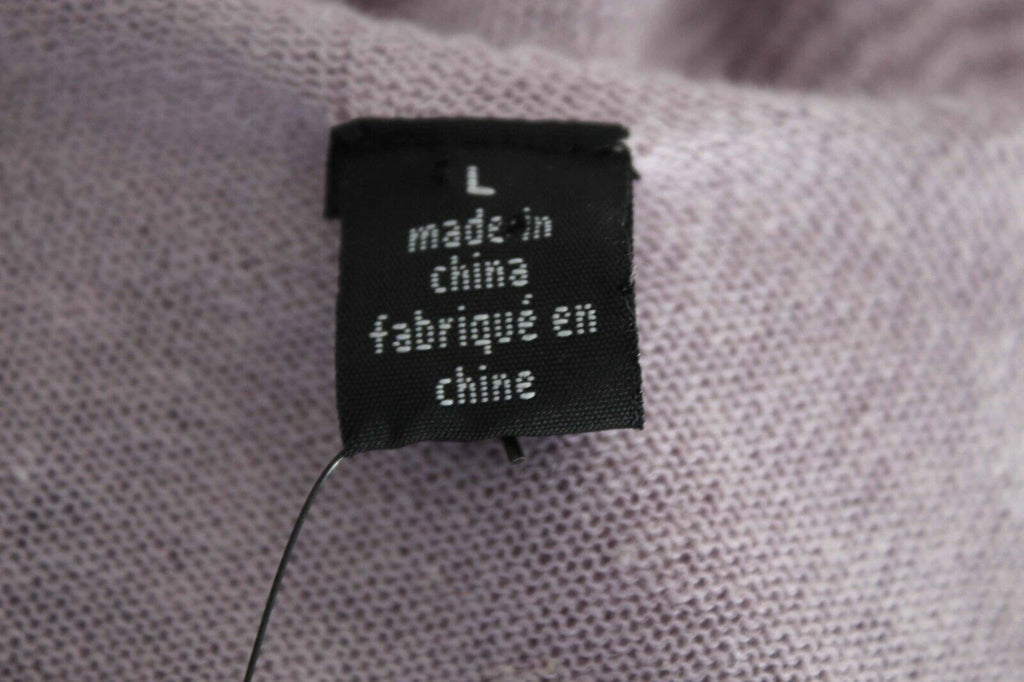 L
made in
china
fabriqué en
chine